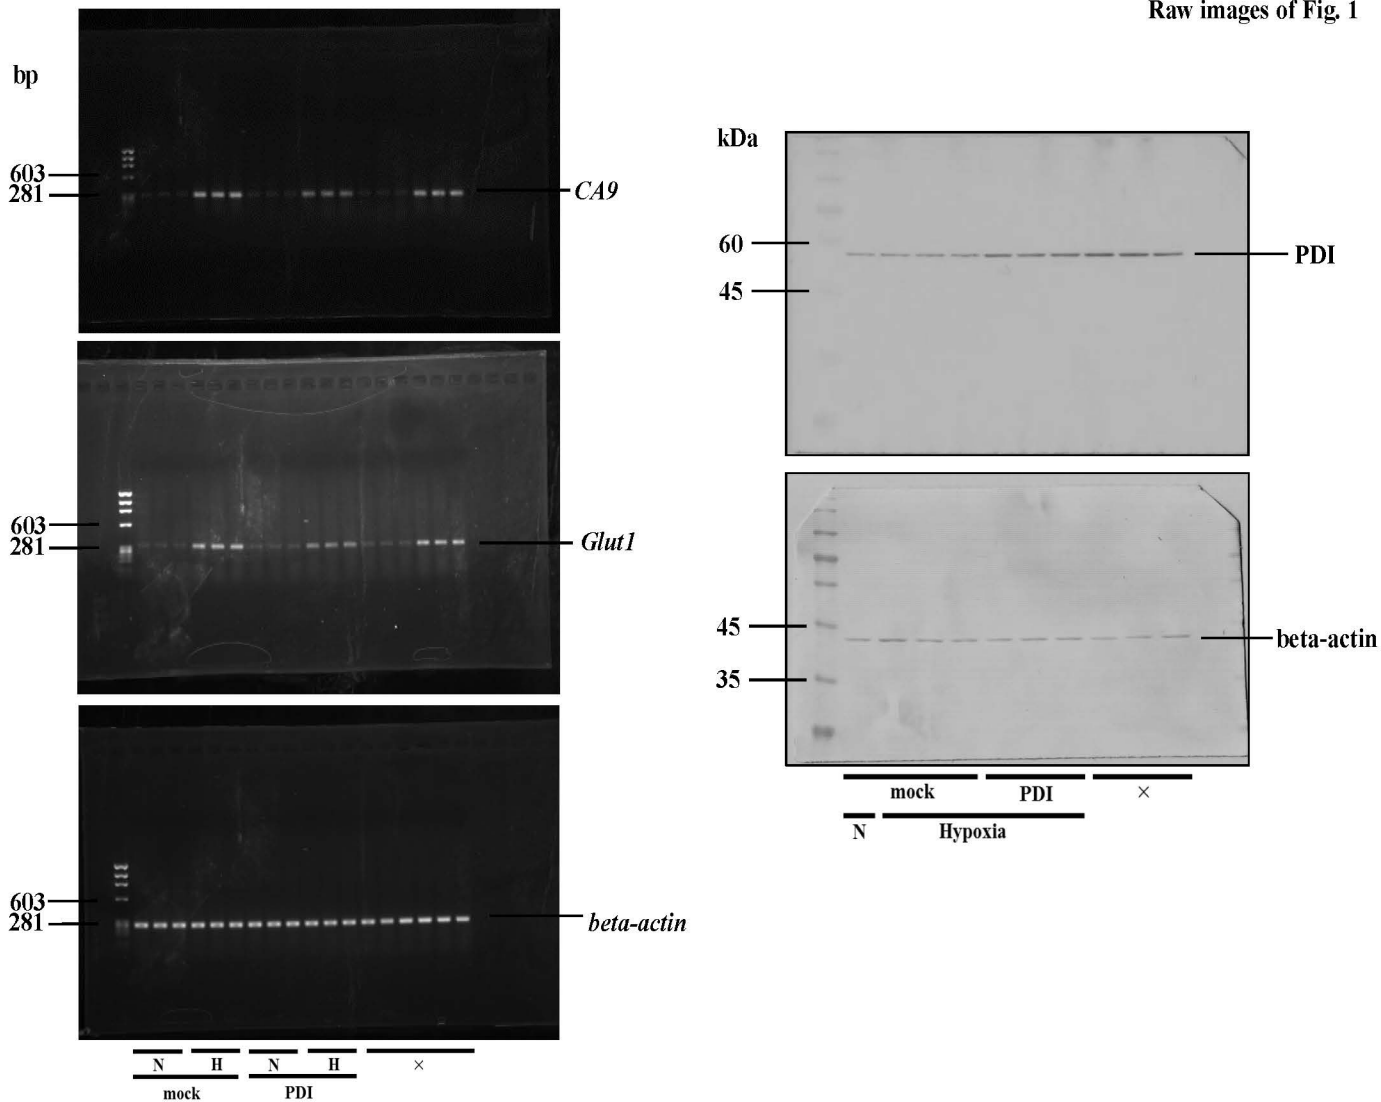 Raw images of Fig. 1
bp
603
281
CA9
603
281
Glut1
603
281
beta-actin
N H N H ×
mock PDI
kDa
60
45
PDI
45
35
beta-actin
mock PDI ×
N Hypoxia